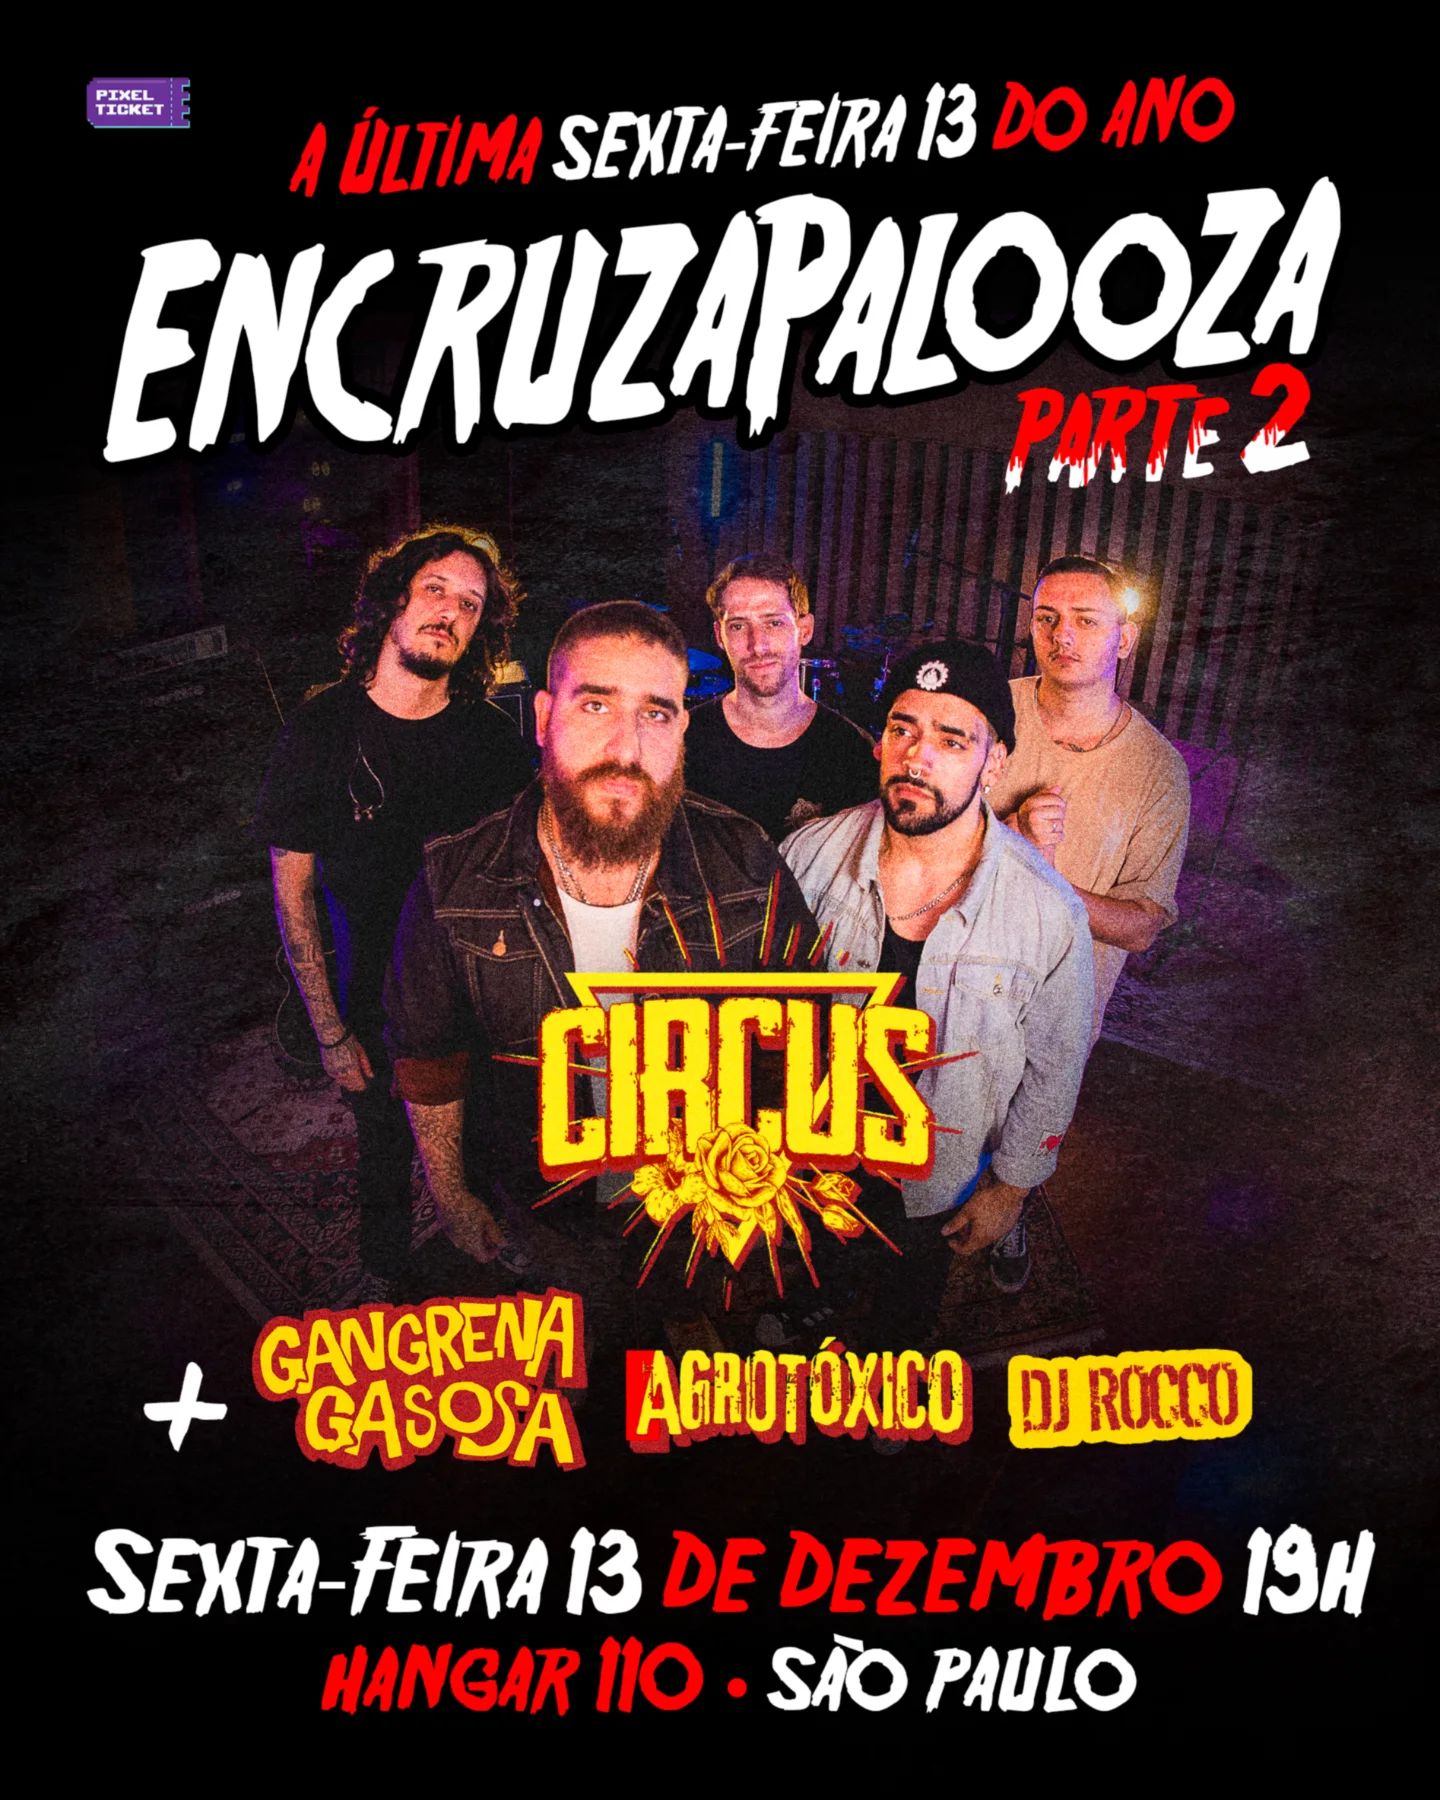 PIXEL
TICKET
A ÚLTIMA SEXTA-FEIRA 13 DO ANO
ENCRUZAPALOOZA
PARTE 2
CIRCUS
+ GANGRENA
GASOSA
AGROTÓXICO
DJ ROCCO
SEXTA-FEIRA 13 DE DEZEMBRO 19H
HANGAR 110 • SÃO PAULO